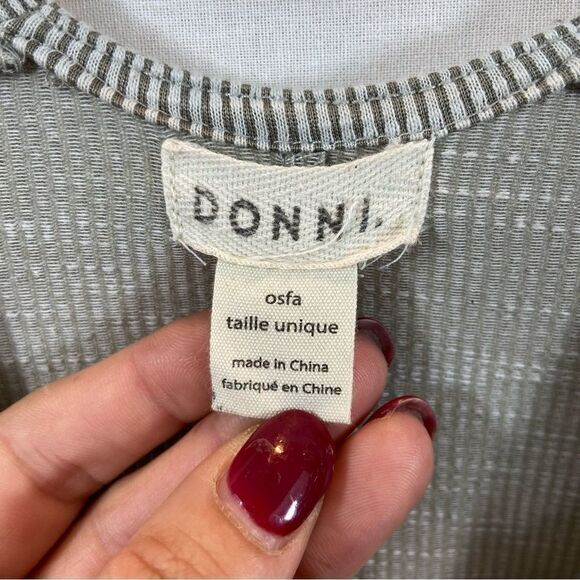 DONNI.
osfa
taille unique
made in China
fabriqué en Chine